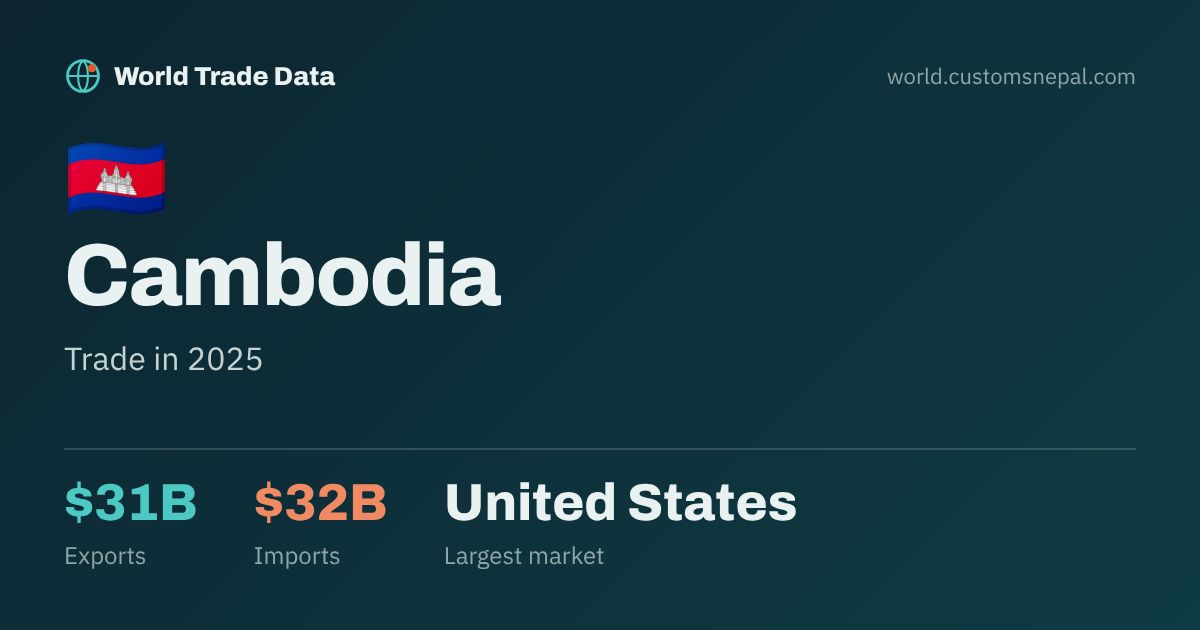 World Trade Data
world.customsnepal.com
Cambodia
Trade in 2025
$31B
Exports
$32B
Imports
United States
Largest market